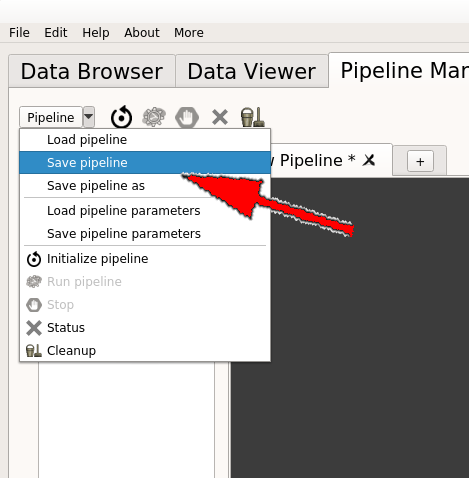 File Edit Help About More
Data Browser Data Viewer Pipeline Mar
Pipeline
Load pipeline
Save pipeline
w Pipeline * +
Save pipeline as
Load pipeline parameters
Save pipeline parameters
Initialize pipeline
Run pipeline
Stop
Status
Cleanup